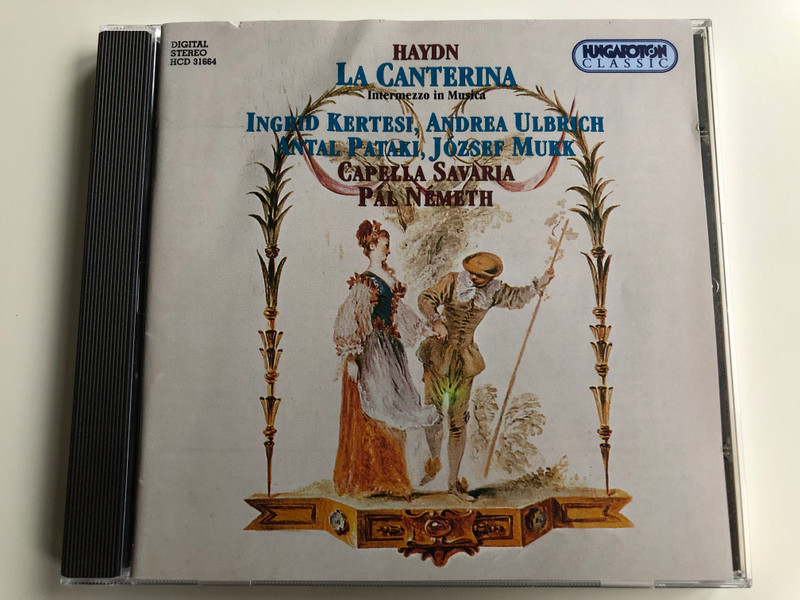 DIGITAL
STEREO
HCD 31664
HUNGAROTON
CLASSIC
HAYDN
LA CANTERINA
Intermezzo in Musica
INGRID KERTESI, ANDREA ULBRICH
ANTAL PATAKI, JÓZSEF MUKK
CAPELLA SAVARIA
PÁL NÉMETH